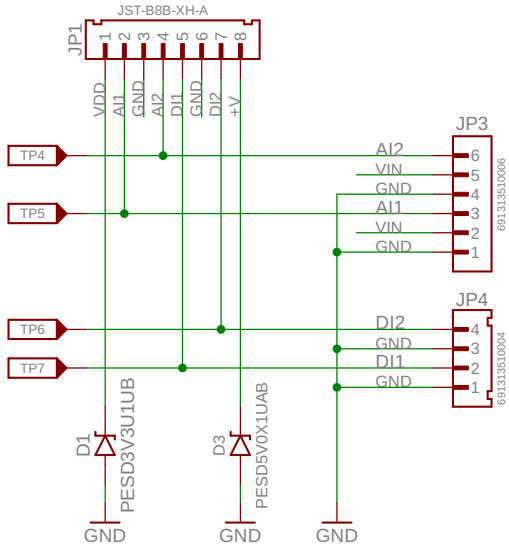 JST-B8B-XH-A
JP1
1 2 3 4 5 6 7 8
VDD
AI1
GND
AI2
DI1
GND
DI2
+V
JP3
TP4
AI2
6
VIN
5
GND
4
TP5
AI1
3
VIN
2
GND
1
691313510006
JP4
TP6
DI2
4
GND
3
TP7
DI1
2
GND
1
691313510004
D1
PESD3V3U1UB
D3
PESD5V0X1UAB
GND
GND
GND